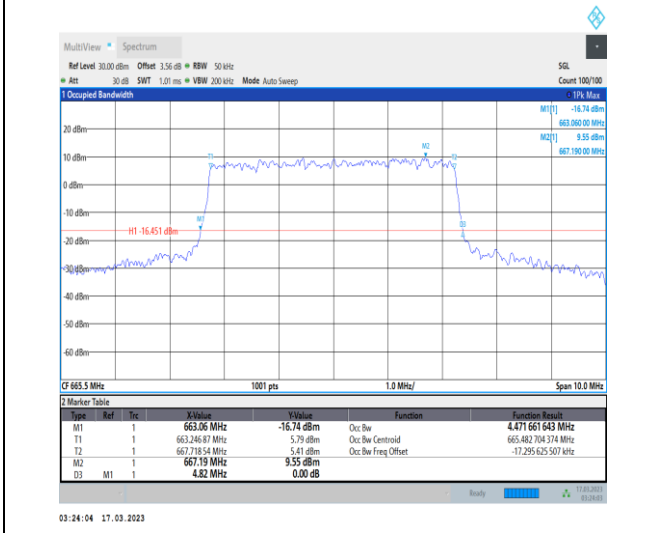 MultiView Spectrum
Ref Level 30.00 dBm Offset 3.56 dB RBW 50 kHz SGL
Att 30 dB SWT 1.01 ms VBW 200 kHz Mode Auto Sweep Count 100/100
1 Occupied Bandwidth 1Pk Max
M1[1] -16.74 dBm
663.060 00 MHz
M2[1] 9.55 dBm
667.190 00 MHz
20 dBm
M2
10 dBm T1 T2
0 dBm
-10 dBm
M1 D3
H1 -16.451 dBm
-20 dBm
-30 dBm
-40 dBm
-50 dBm
-60 dBm
CF 665.5 MHz 1001 pts 1.0 MHz/ Span 10.0 MHz
2 Marker Table
Type Ref Trc X-Value Y-Value Function Function Result
M1 1 663.06 MHz -16.74 dBm Occ Bw 4.471 661 643 MHz
T1 1 663.246 87 MHz 5.79 dBm Occ Bw Centroid 665.482 704 374 MHz
T2 1 667.718 54 MHz 5.41 dBm Occ Bw Freq Offset -17.295 625 507 kHz
M2 1 667.19 MHz 9.55 dBm
D3 M1 1 4.82 MHz 0.00 dB
Ready 17.03.2023
03:24:03
03:24:04 17.03.2023